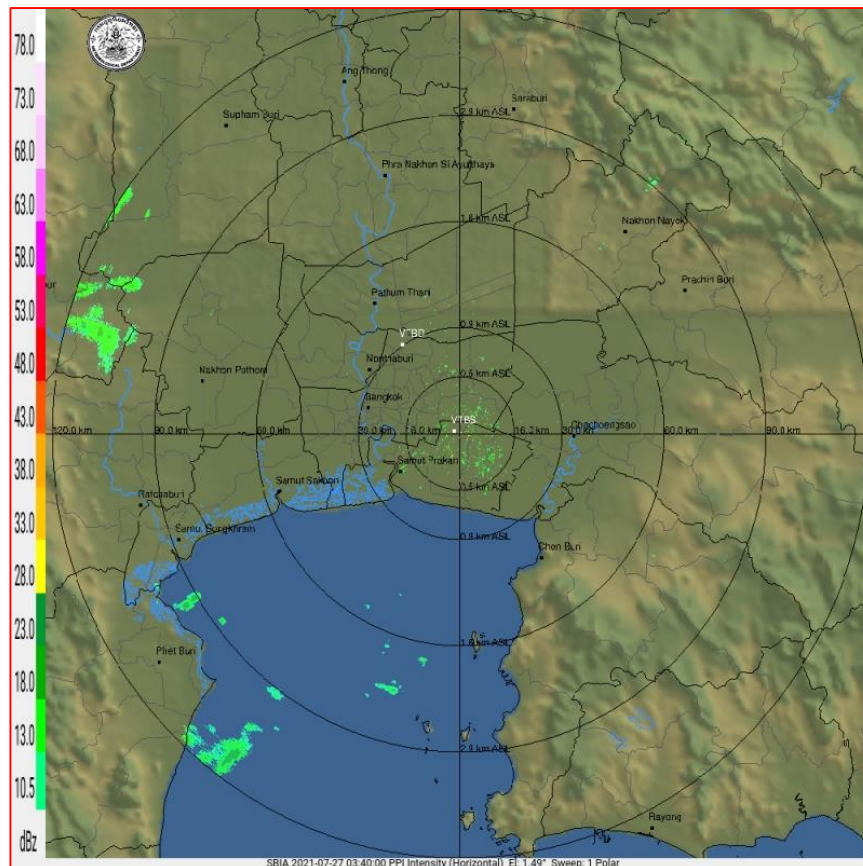 78.0
73.0
68.0
63.0
58.0
53.0
48.0
43.0
38.0
33.0
28.0
23.0
18.0
13.0
10.5
dBz
Ang Thong
Saraburi
2.9 km ASL
Supham Buri
Phra Nakhon Si Ayutthaya
1.6 km ASL
Nakhon Nayok
Prachin Buri
Pathum Thani
0.9 km ASL
VTBD
Nonthaburi
Nakhon Pathom
0.5 km ASL
Bangkok
VTBS
120.0 km
90.0 km
60.0 km
30.0 km
16.0 km
16.0 km
30.0 km
Chachoengsao
60.0 km
90.0 km
Samut Prakan
0.5 km ASL
Samut Sakhon
Ratchaburi
0.9 km ASL
Samut Songkhram
Chon Buri
1.6 km ASL
Phet Buri
2.9 km ASL
Rayong
SBIA 2021-07-27 03:40:00 PPI Intensity (Horizontal) El: 1.49° Sweep: 1 Polar